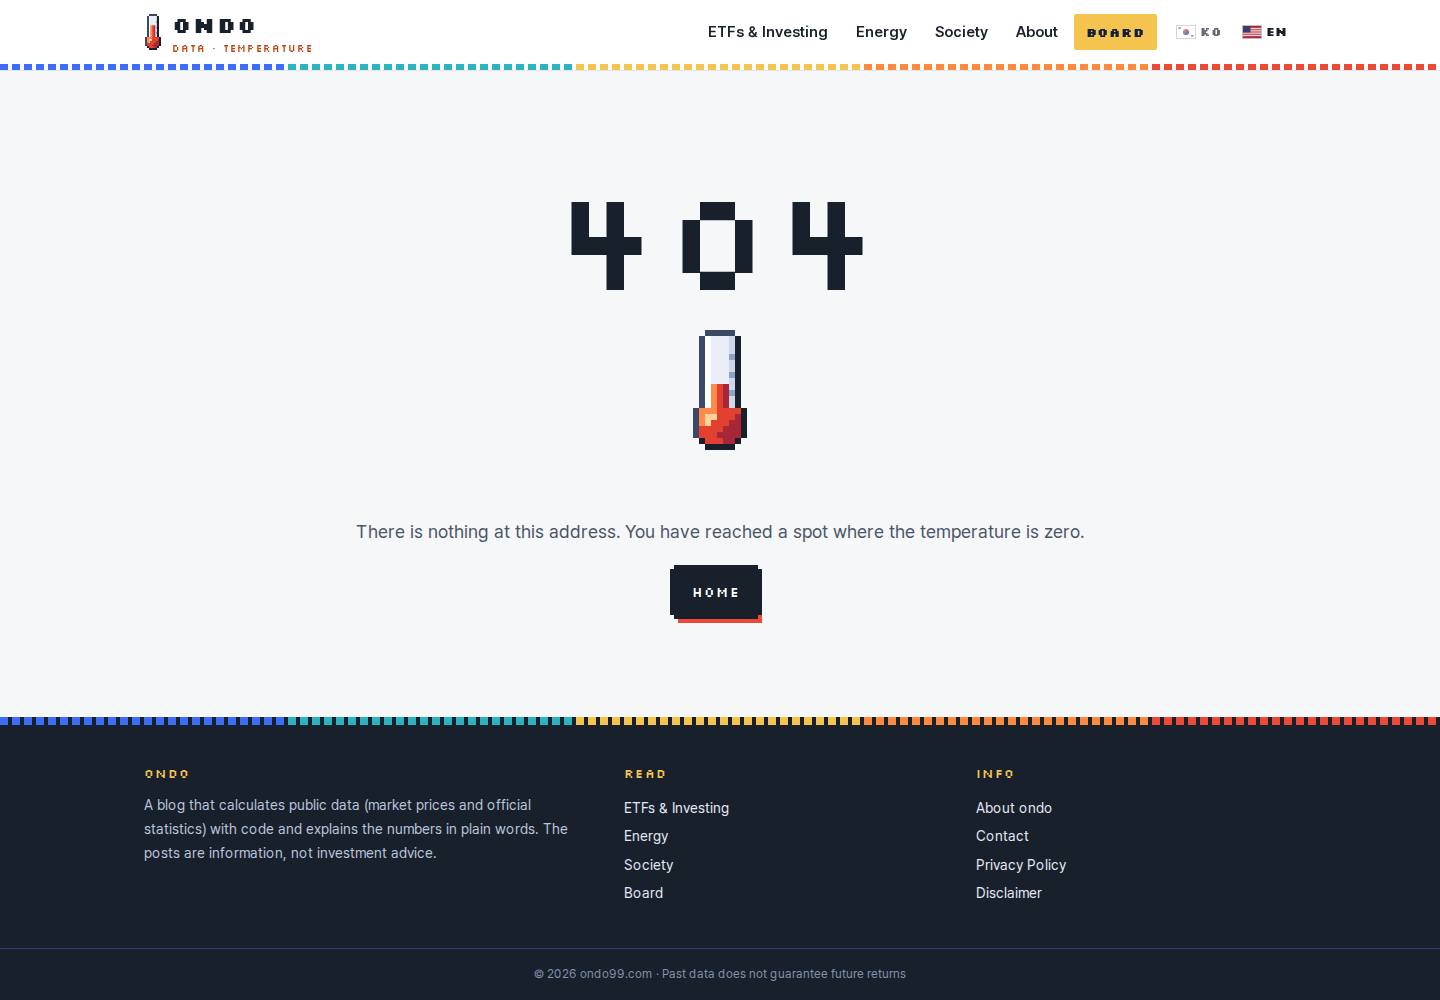 ONDO
DATA · TEMPERATURE
ETFs & Investing
Energy
Society
About
BOARD
KO
EN
404
There is nothing at this address. You have reached a spot where the temperature is zero.
HOME
ONDO
A blog that calculates public data (market prices and official
statistics) with code and explains the numbers in plain words. The
posts are information, not investment advice.
READ
ETFs & Investing
Energy
Society
Board
INFO
About ondo
Contact
Privacy Policy
Disclaimer
© 2026 ondo99.com · Past data does not guarantee future returns